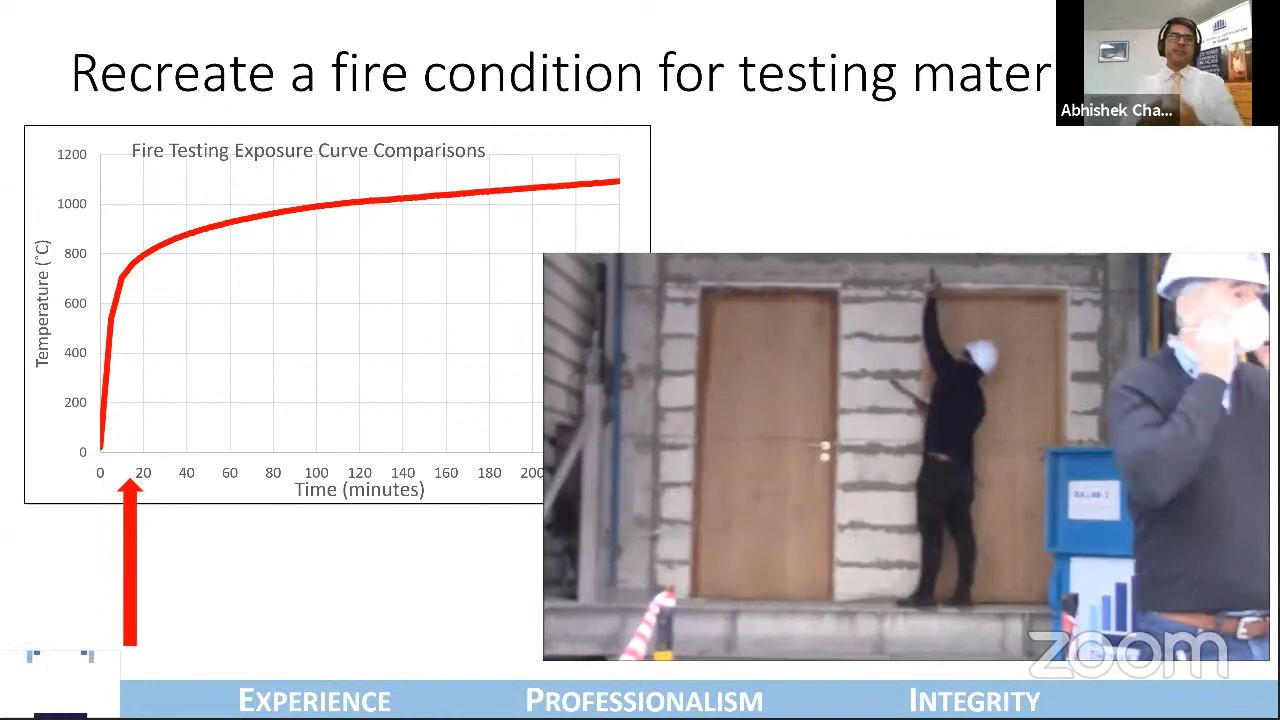 Recreate a fire condition for testing mater
Abhishek Cha...
Fire Testing Exposure Curve Comparisons
1200
1000
800
600
400
200
0
Temperature (°C)
0 20 40 60 80 100 120 140 160 180 200
Time (minutes)
zoom
EXPERIENCE PROFESSIONALISM INTEGRITY